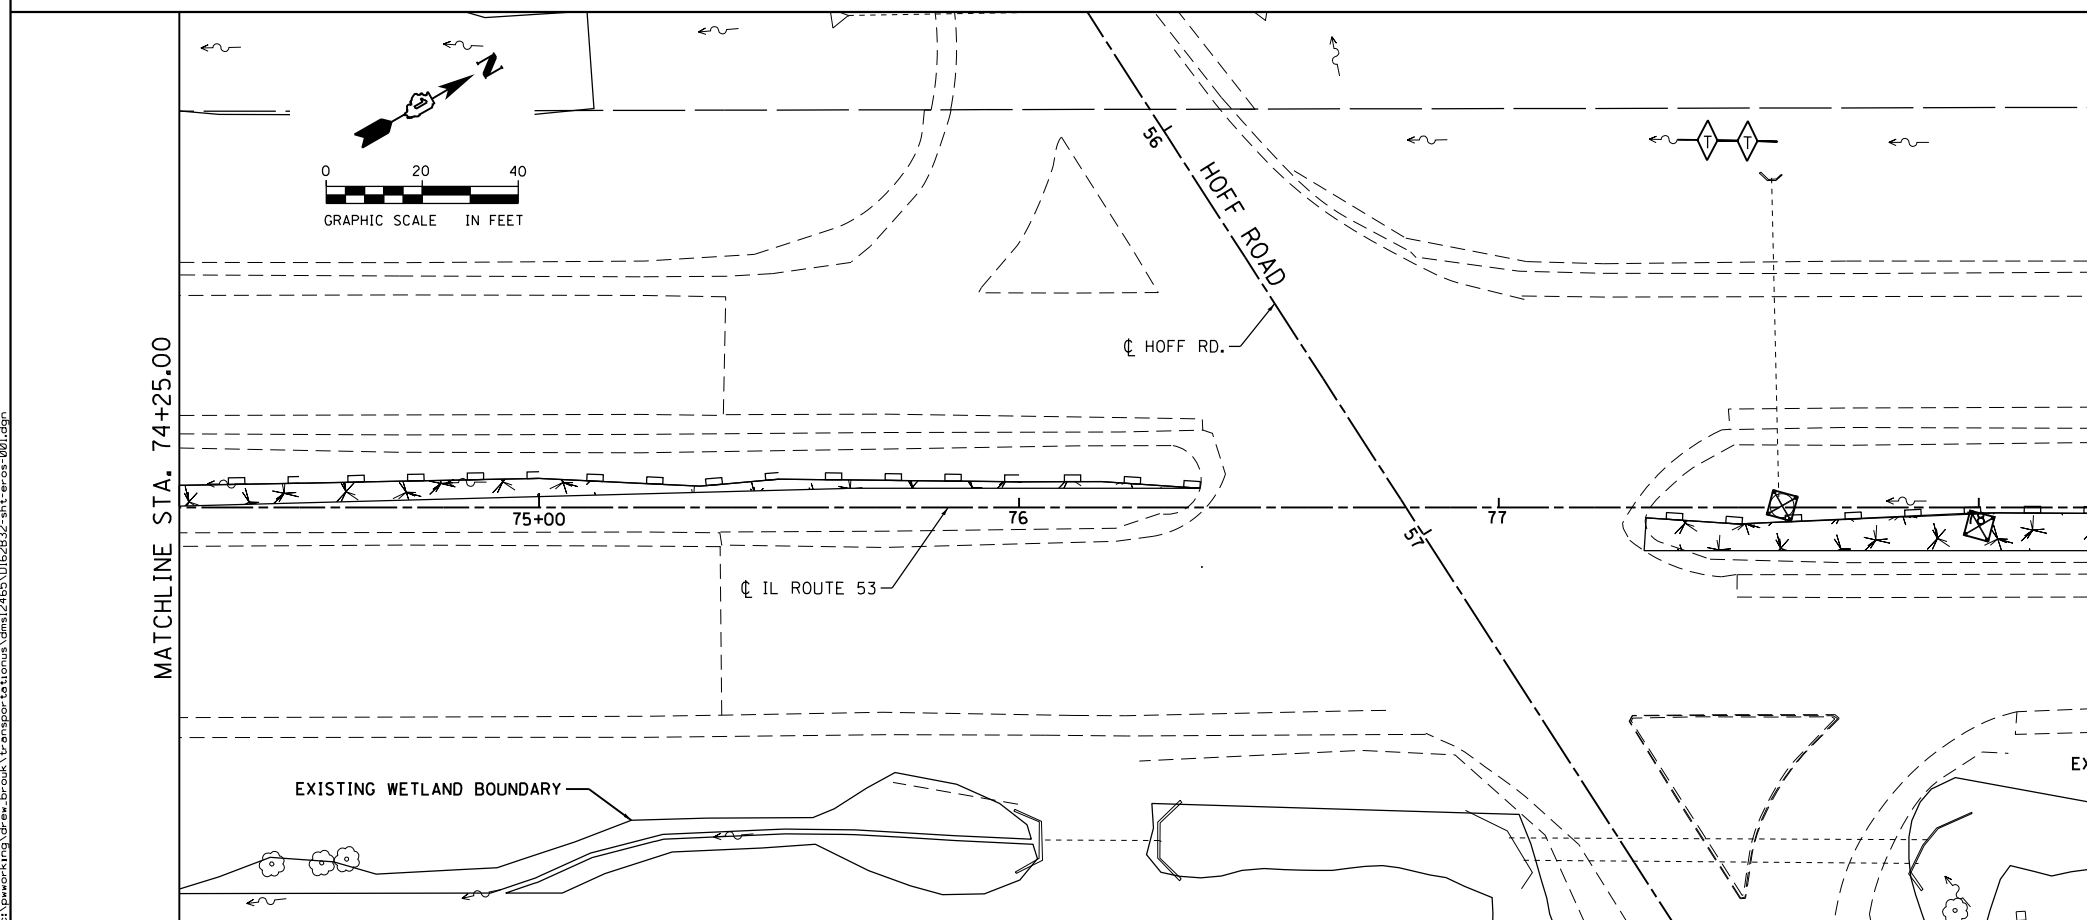 N
0 20 40
GRAPHIC SCALE IN FEET
56
HOFF ROAD
T T
℄ HOFF RD.
MATCHLINE STA. 74+25.00
75+00 76 77 78
57
℄ IL ROUTE 53
EXISTING WETLAND BOUNDARY
EX